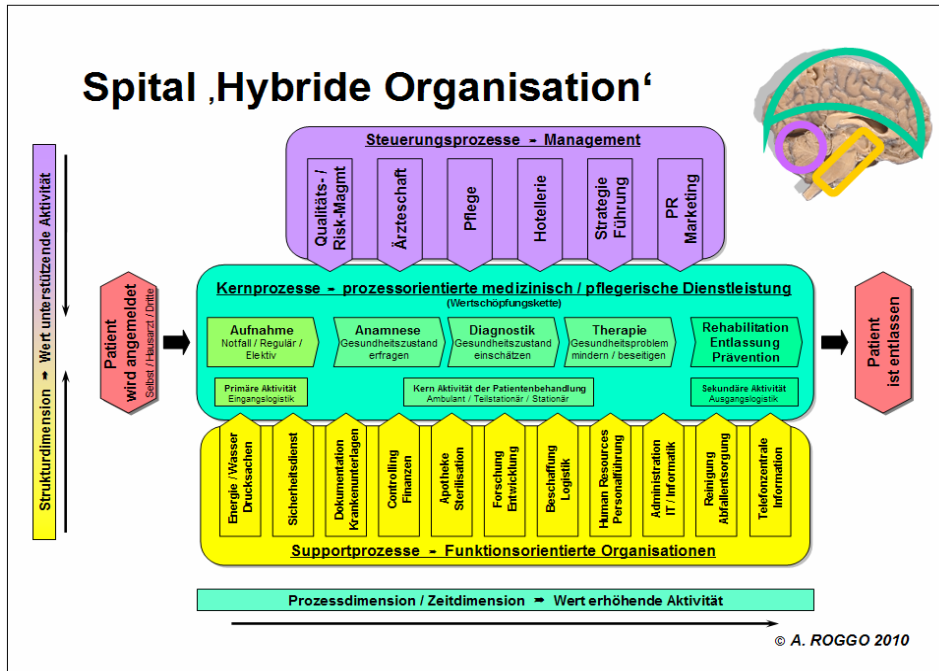 Spital ‚Hybride Organisation‘
Steuerungsprozesse ➠ Management
Qualitäts- /
Risk-Magmt
Ärzteschaft
Pflege
Hotellerie
Strategie
Führung
PR
Marketing
Strukturdimension ➠ Wert unterstützende Aktivität
Patient
wird angemeldet
Selbst / Hausarzt / Dritte
Kernprozesse – prozessorientierte medizinisch / pflegerische Dienstleistung
(Wertschöpfungskette)
Aufnahme
Notfall / Regulär /
Elektiv
Anamnese
Gesundheitszustand
erfragen
Diagnostik
Gesundheitszustand
einschätzen
Therapie
Gesundheitsproblem
mindern / beseitigen
Rehabilitation
Entlassung
Prävention
Primäre Aktivität
Eingangslogistik
Kern Aktivität der Patientenbehandlung
Ambulant / Teilstationär / Stationär
Sekundäre Aktivität
Ausgangslogistik
Patient
ist entlassen
Energie / Wasser
Drucksachen
Sicherheitsdienst
Dokumentation
Krankenunterlagen
Controlling
Finanzen
Apotheke
Sterilisation
Forschung
Entwicklung
Beschaffung
Logistik
Human Resources
Personalführung
Administration
IT / Informatik
Reinigung
Abfallentsorgung
Telefonzentrale
Information
Supportprozesse – Funktionsorientierte Organisationen
Prozessdimension / Zeitdimension ➠ Wert erhöhende Aktivität
© A. ROGGO 2010